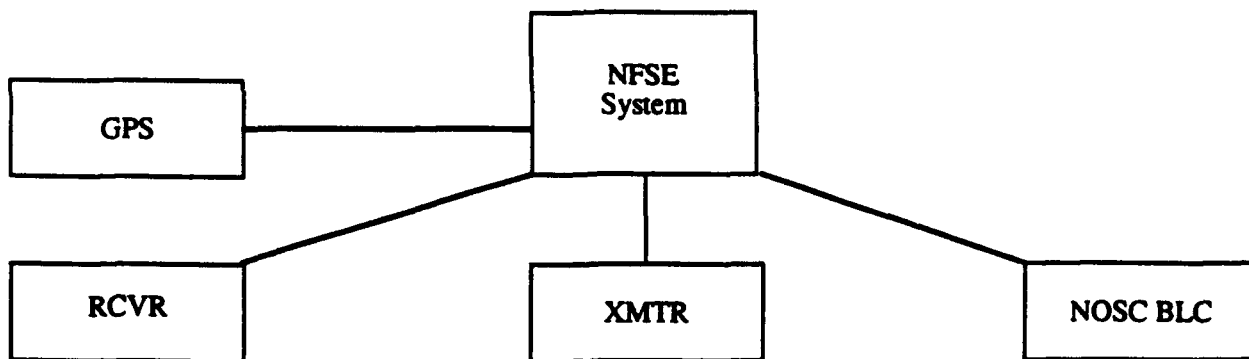 NFSE
System
GPS
RCVR
XMTR
NOSC BLC